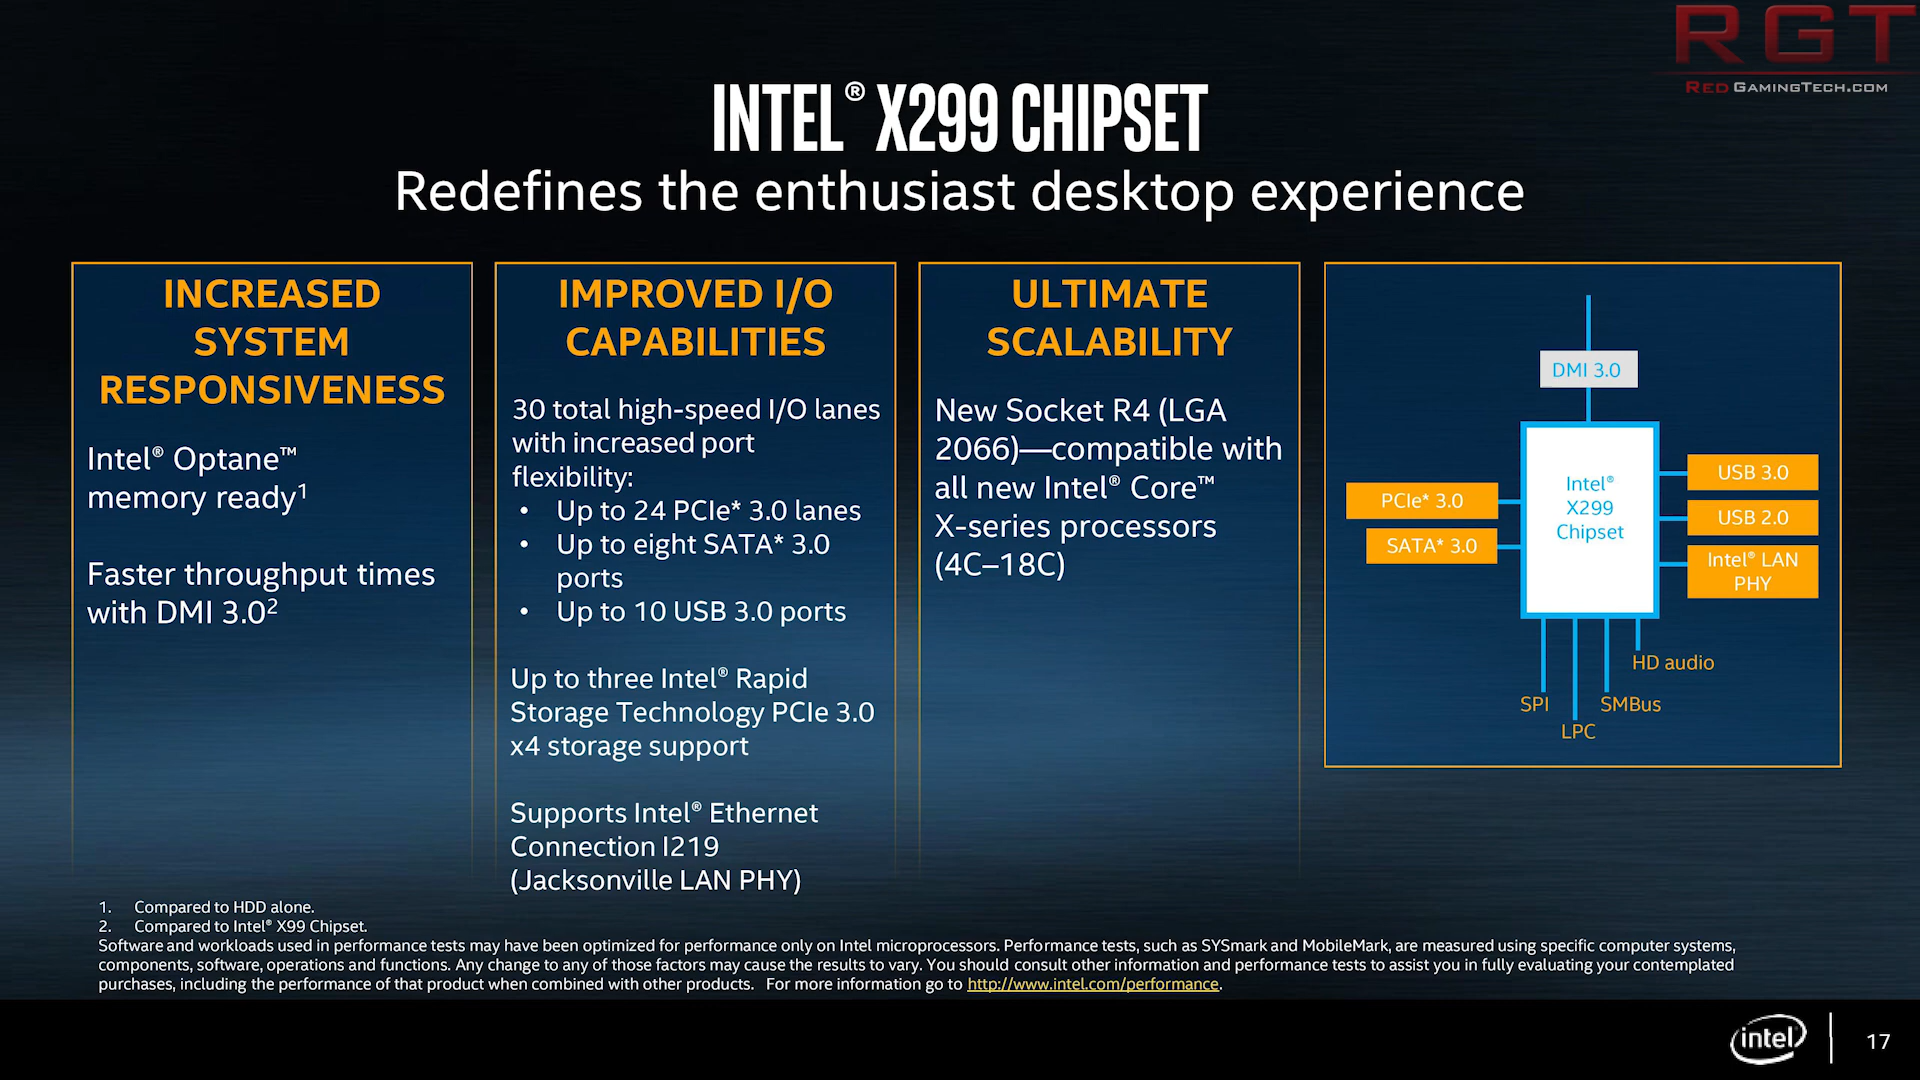 RGT
RED GAMINGTECH.COM
INTEL® X299 CHIPSET
Redefines the enthusiast desktop experience
INCREASED
SYSTEM
RESPONSIVENESS
Intel® Optane™
memory ready¹
Faster throughput times
with DMI 3.0²
IMPROVED I/O
CAPABILITIES
30 total high-speed I/O lanes
with increased port
flexibility:
• Up to 24 PCIe* 3.0 lanes
• Up to eight SATA* 3.0
ports
• Up to 10 USB 3.0 ports
Up to three Intel® Rapid
Storage Technology PCIe 3.0
x4 storage support
Supports Intel® Ethernet
Connection I219
(Jacksonville LAN PHY)
ULTIMATE
SCALABILITY
New Socket R4 (LGA
2066)—compatible with
all new Intel® Core™
X-series processors
(4C–18C)
DMI 3.0
Intel®
X299
Chipset
PCIe* 3.0
SATA* 3.0
USB 3.0
USB 2.0
Intel® LAN
PHY
HD audio
SPI
SMBus
LPC
1. Compared to HDD alone.
2. Compared to Intel® X99 Chipset.
Software and workloads used in performance tests may have been optimized for performance only on Intel microprocessors. Performance tests, such as SYSmark and MobileMark, are measured using specific computer systems,
components, software, operations and functions. Any change to any of those factors may cause the results to vary. You should consult other information and performance tests to assist you in fully evaluating your contemplated
purchases, including the performance of that product when combined with other products. For more information go to http://www.intel.com/performance.
intel
17